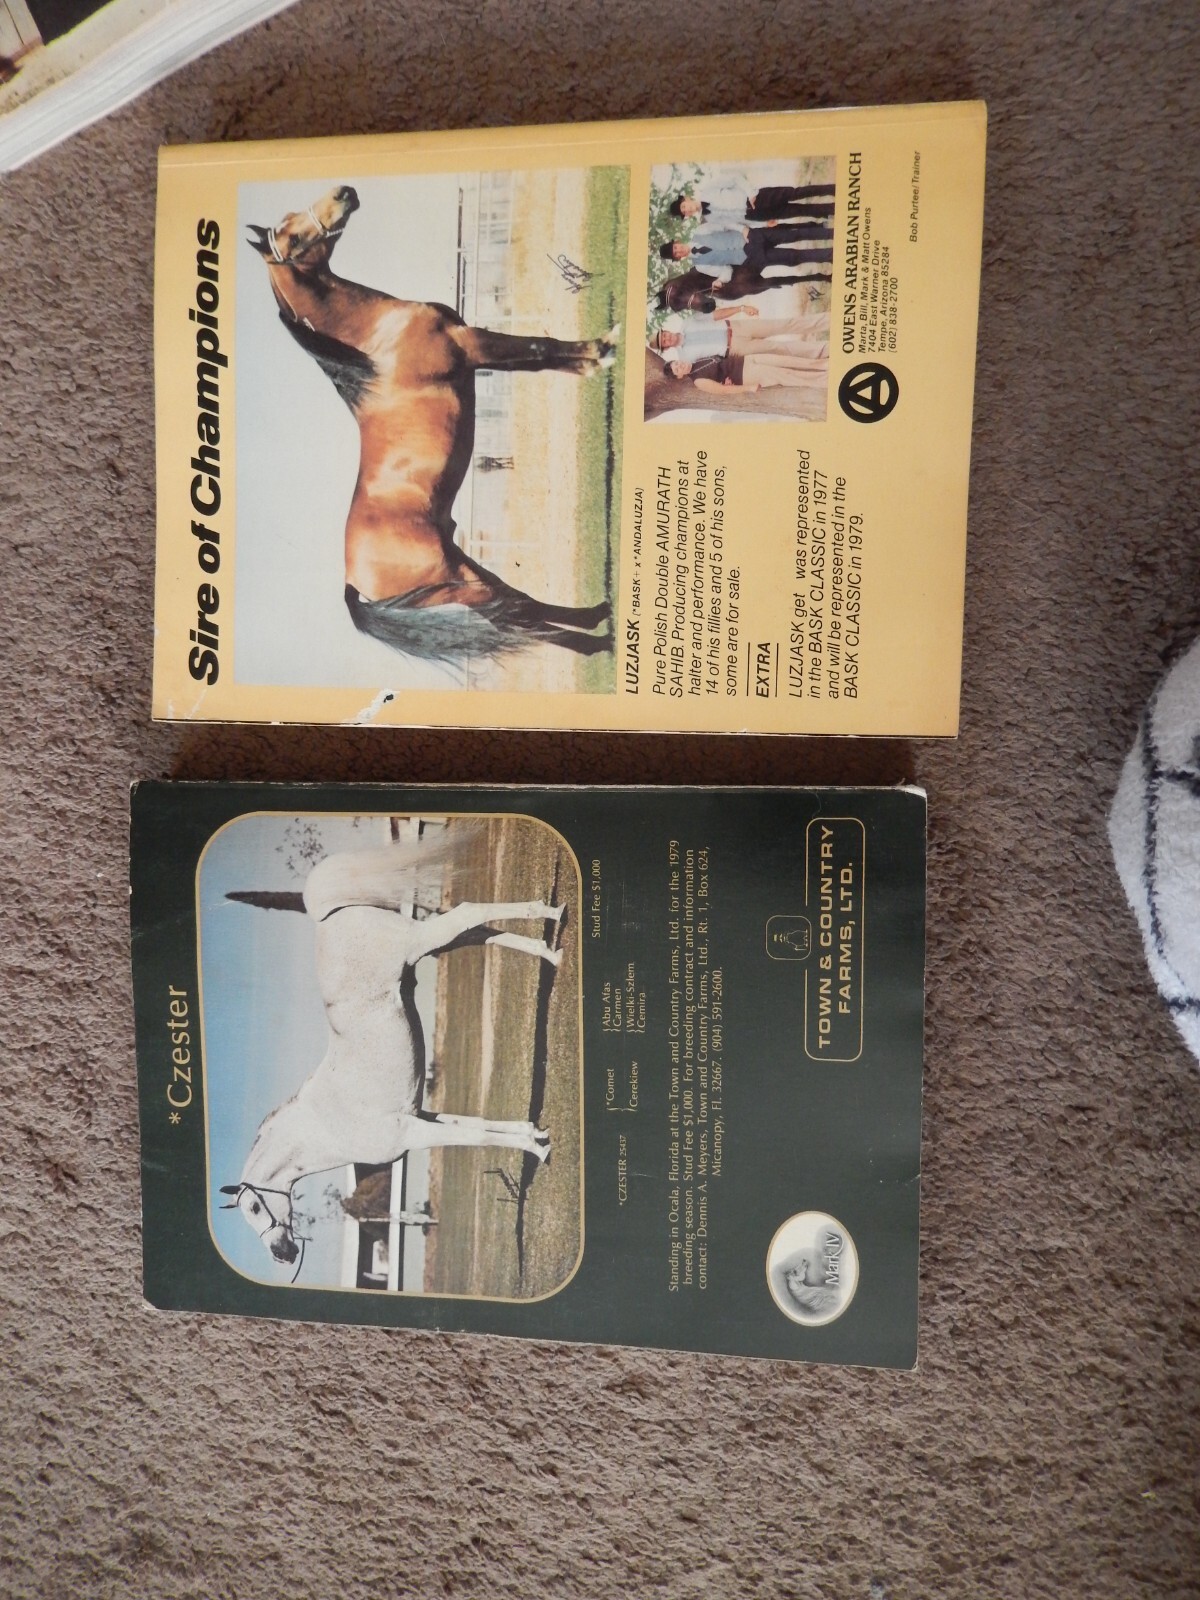 Sire of Champions
LUZJASK (*BASK+ x *ANDALUZJA)
Pure Polish Double AMURATH
SAHIB. Producing champions at
halter and performance. We have
14 of his fillies and 5 of his sons,
some are for sale.
EXTRA
LUZJASK get was represented
in the BASK CLASSIC in 1977
and will be represented in the
BASK CLASSIC in 1979.
OWENS ARABIAN RANCH
Marta, Bill, Mark & Matt Owens
7404 East Warner Drive
Tempe, Arizona 85284
(602) 838-2700
Bob Purtee/Trainer
*Czester
Stud Fee $1,000
*CZESTER 25437
*Comet
Cerekiew
Abu Afas
Carmen
Wielki-Szlem
Cemira
Standing in Ocala, Florida at the Town and Country Farms, Ltd. for the 1979
breeding season. Stud Fee $1,000. For breeding contract and information
contact: Dennis A. Meyers, Town and Country Farms, Ltd., Rt. 1, Box 624,
Micanopy, Fl. 32667. (904) 591-2600.
Mark IV
TOWN & COUNTRY
FARMS, LTD.